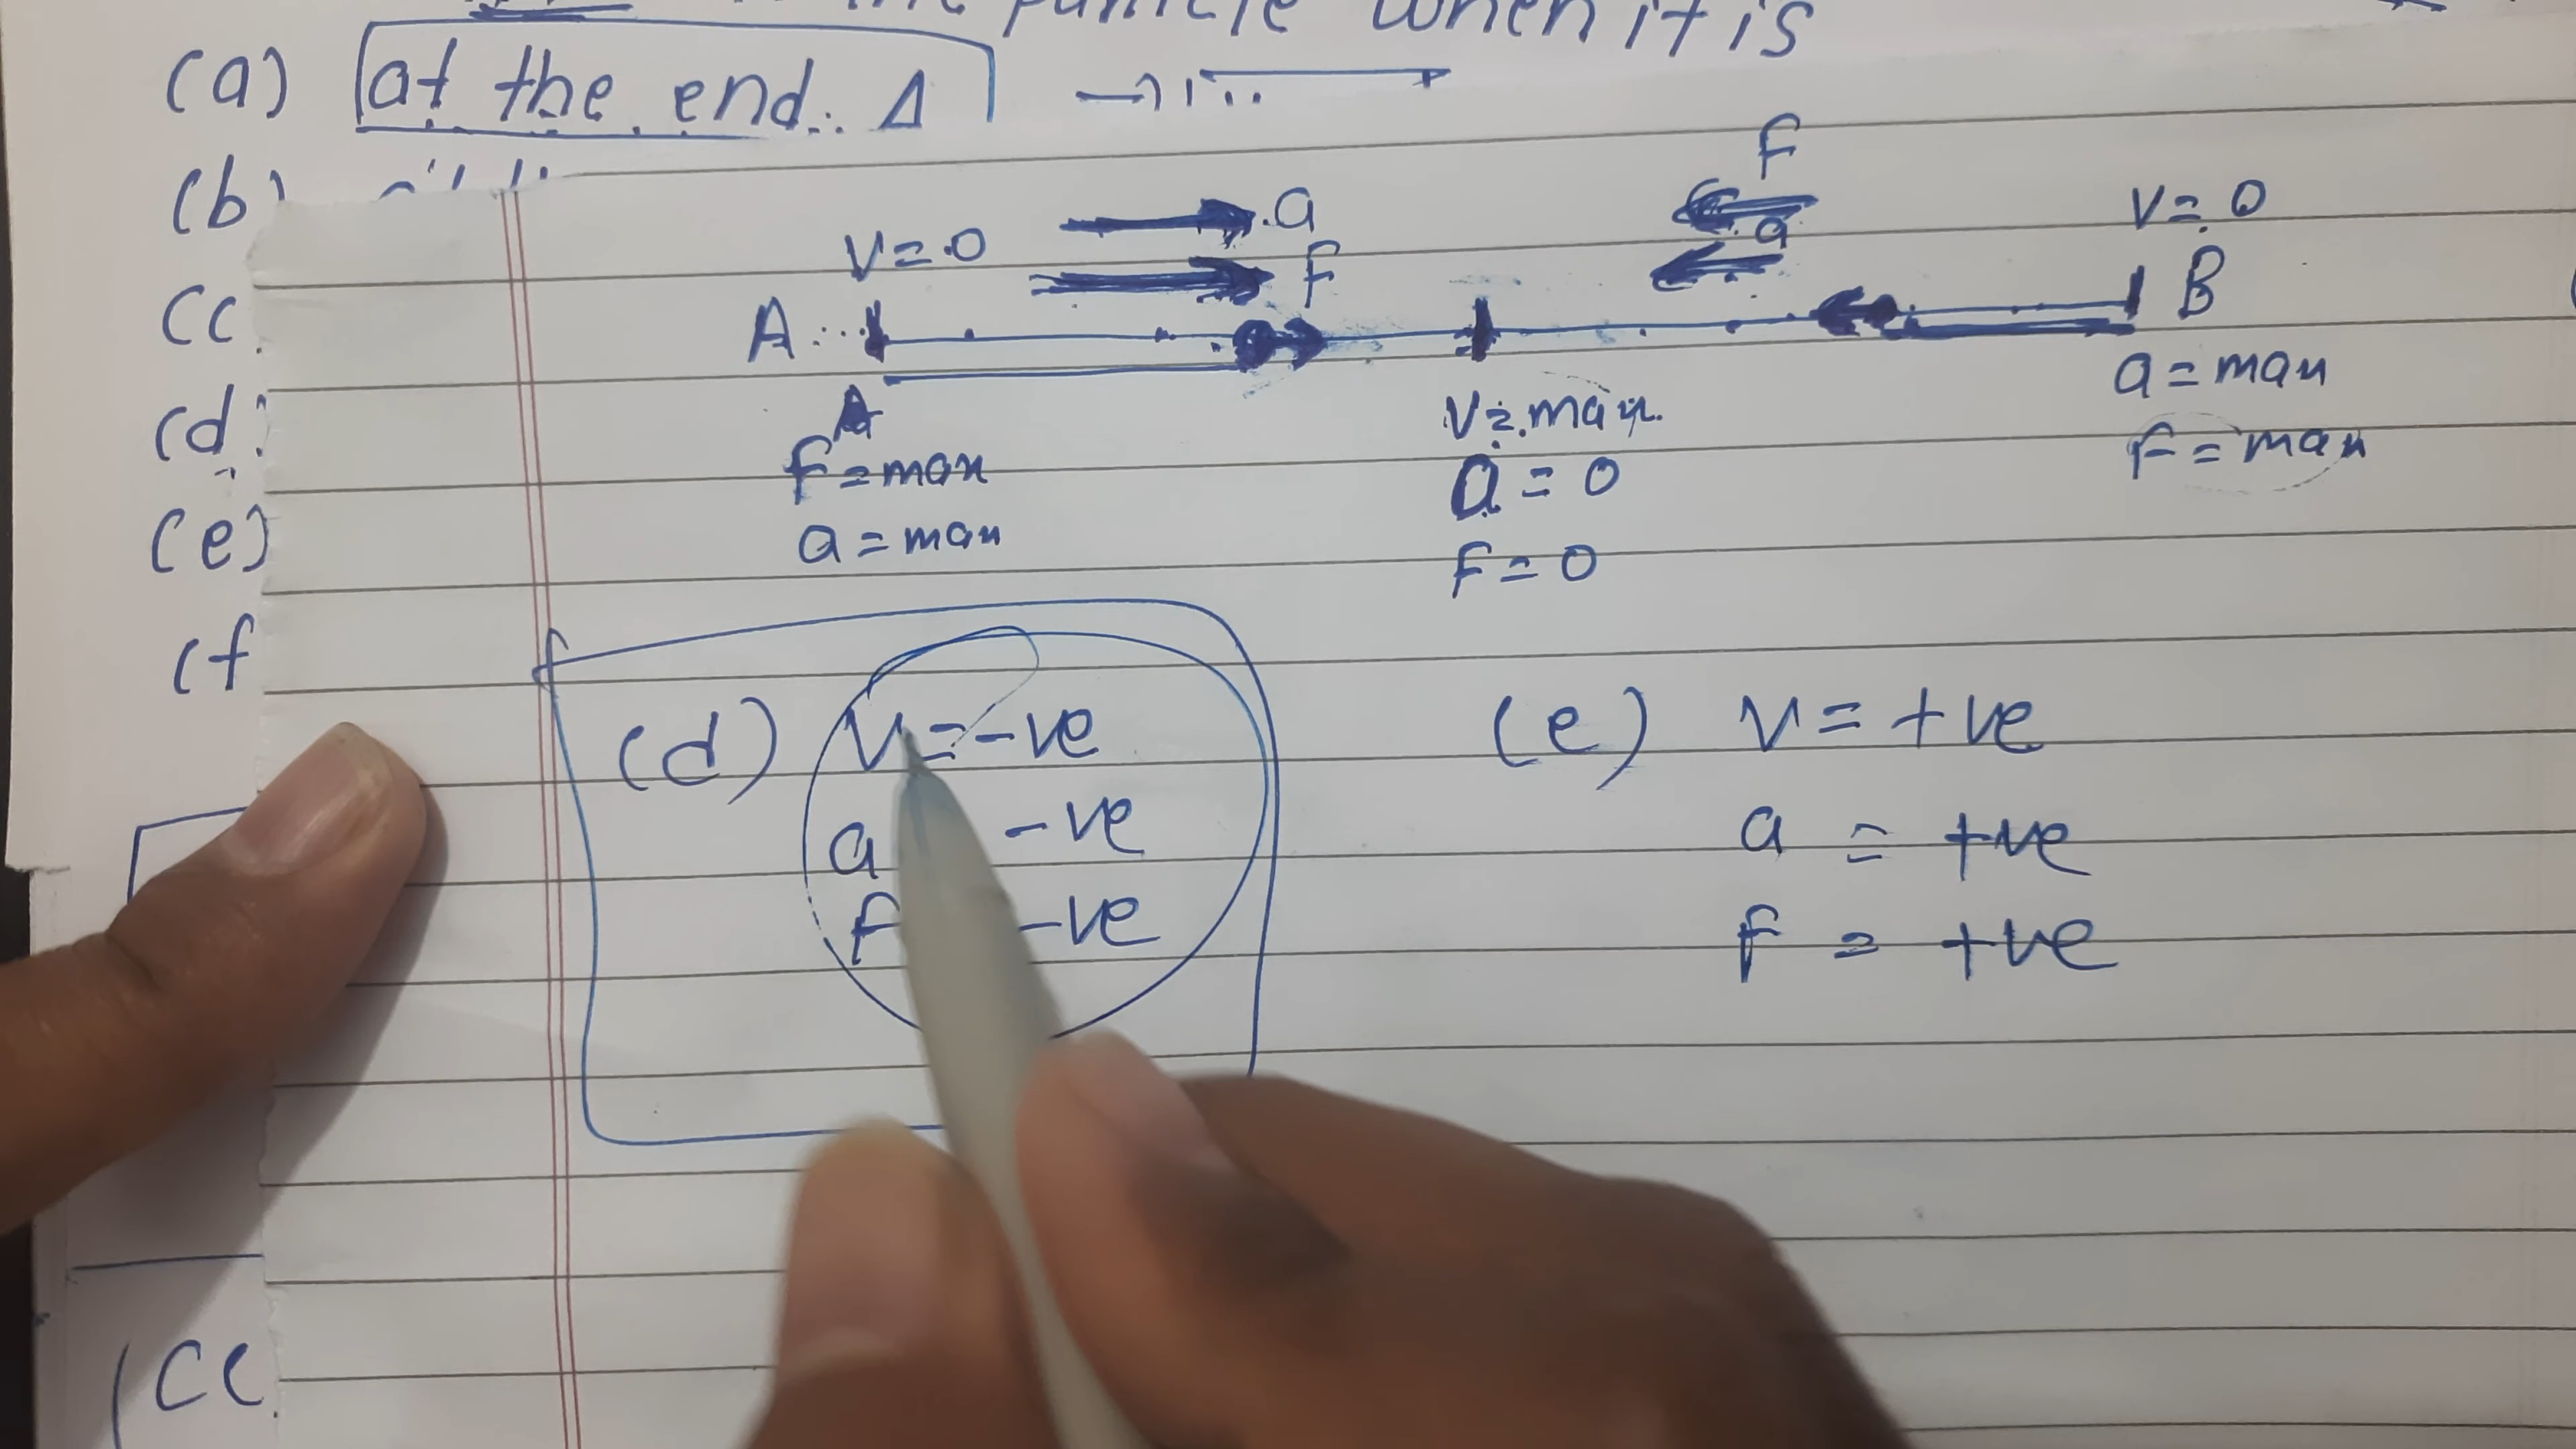 the particle when it is
(a) at the end A
(b)
(c
(d)
(e)
(f
F
a
V = 0
a
V = 0
F
A
B
A
F = max
a = max
V = max
a = 0
F = 0
a = max
F = max
(d) V = -ve
a -ve
F -ve
(e) V = +ve
a = +ve
F = +ve